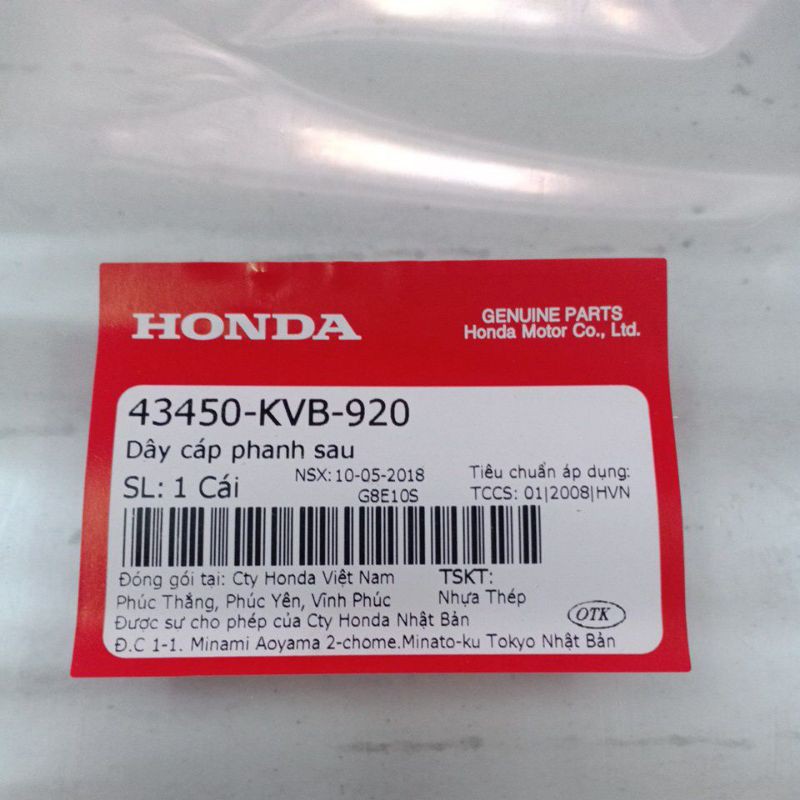 HONDA
GENUINE PARTS
Honda Motor Co., Ltd.
43450-KVB-920
Dây cáp phanh sau
SL: 1 Cái
NSX: 10-05-2018
G8E10S
Tiêu chuẩn áp dụng:
TCCS: 01|2008|HVN
Đóng gói tại: Cty Honda Việt Nam
TSKT:
Phúc Thắng, Phúc Yên, Vĩnh Phúc
Nhựa Thép
Được sư cho phép của Cty Honda Nhật Bản
OTK
Đ.C 1-1. Minami Aoyama 2-chome.Minato-ku Tokyo Nhật Bản